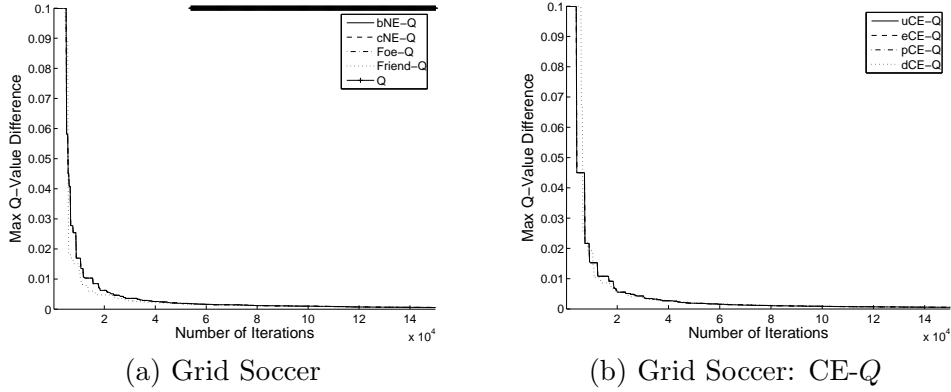 0.1
0.09
0.08
0.07
0.06
0.05
0.04
0.03
0.02
0.01
0
Max Q−Value Difference
bNE−Q
cNE−Q
Foe−Q
Friend−Q
Q
2 4 6 8 10 12 14
x 10^4
Number of Iterations
(a) Grid Soccer
0.1
0.09
0.08
0.07
0.06
0.05
0.04
0.03
0.02
0.01
0
Max Q−Value Difference
uCE−Q
eCE−Q
pCE−Q
dCE−Q
2 4 6 8 10 12 14
x 10^4
Number of Iterations
(b) Grid Soccer: CE-Q